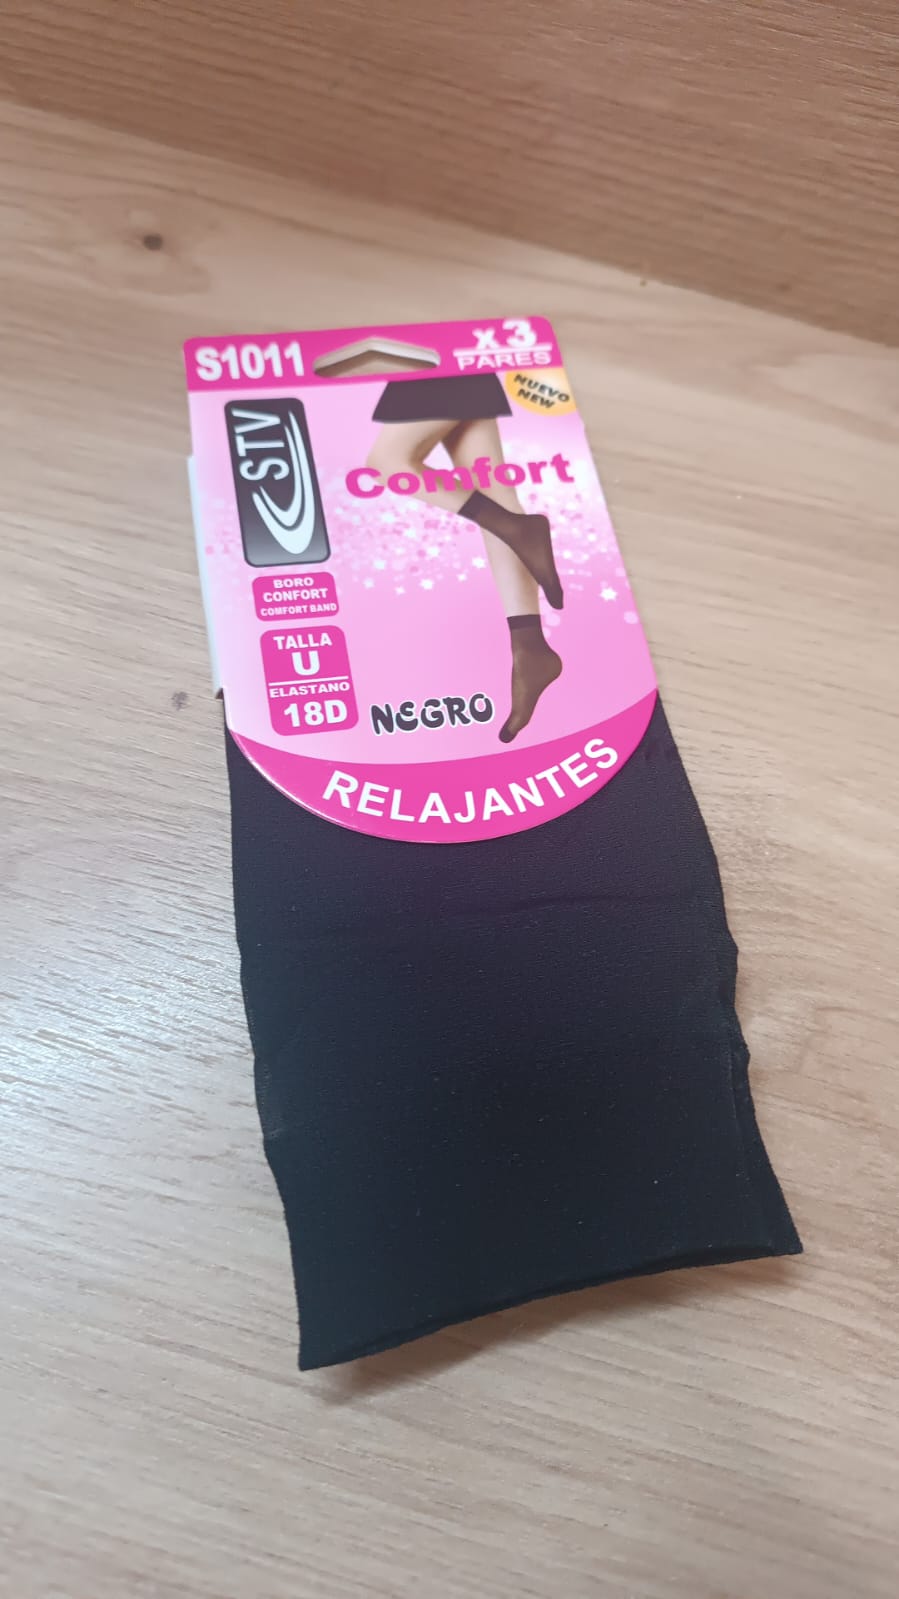 S1011
x3
PARES
NUEVO
NEW
STV
Comfort
BORO
CONFORT
COMFORT BAND
TALLA
U
ELASTANO
18D
NEGRO
RELAJANTES